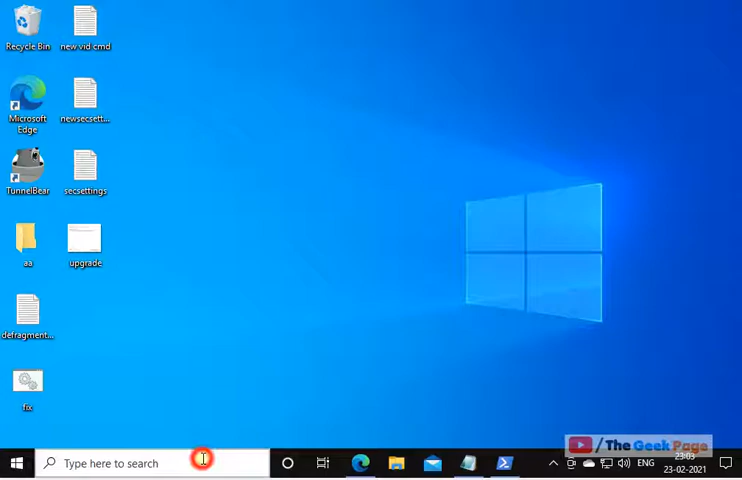 Recycle Bin
new vid cmd
Microsoft
Edge
newsecsett...
TunnelBear
secsettings
aa
upgrade
defragment...
fix
The Geek Page
Type here to search
ENG
23:03
23-02-2021